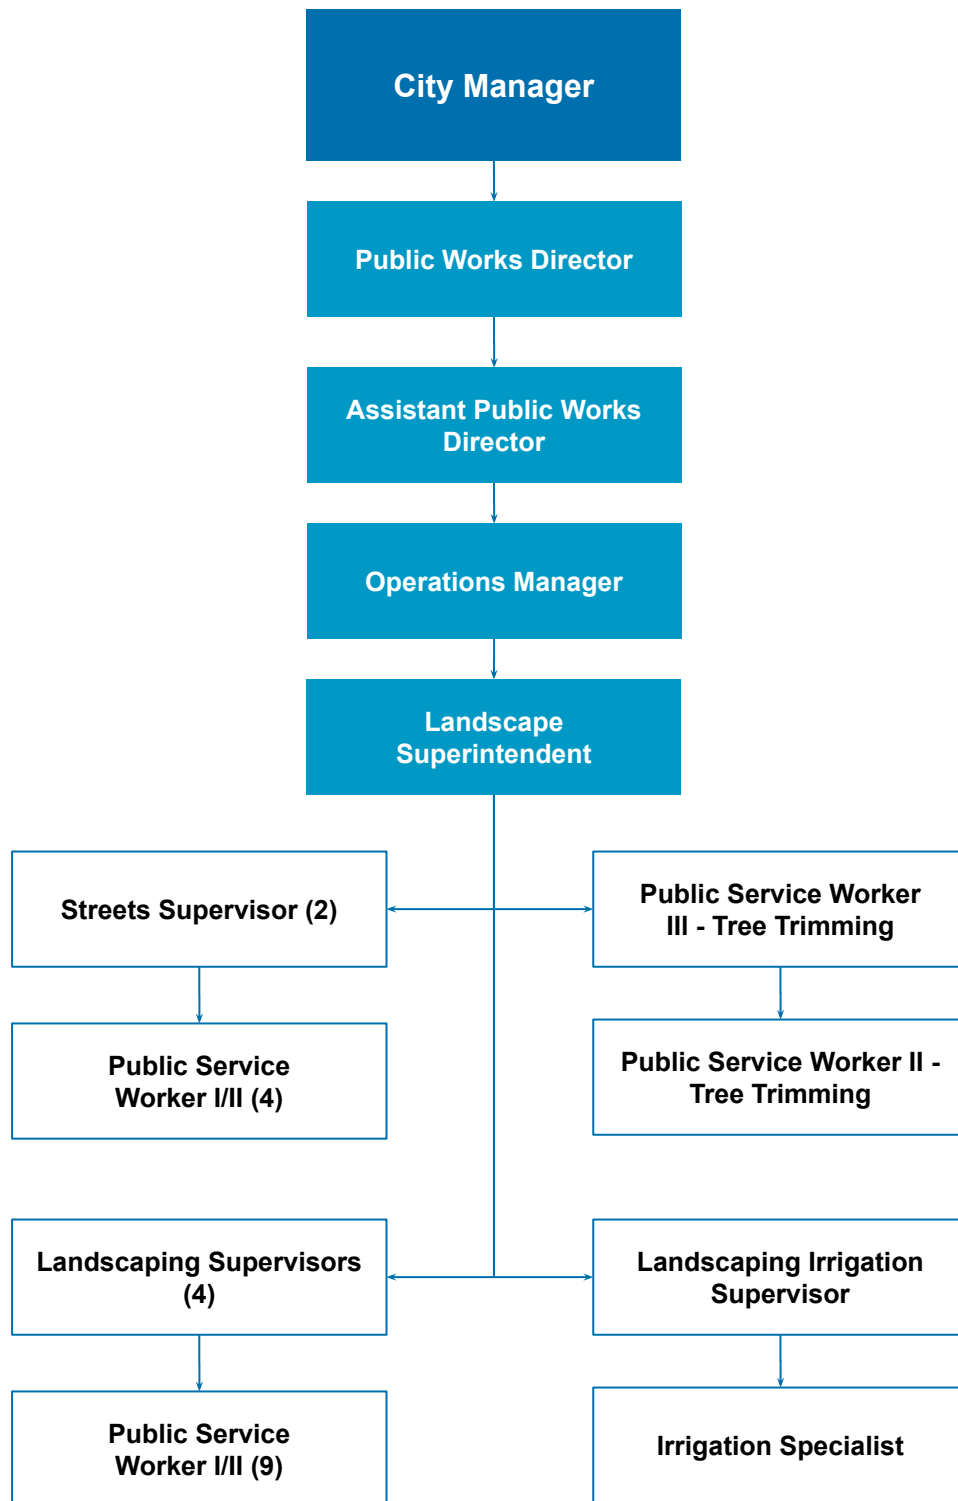 City Manager
Public Works Director
Assistant Public Works
Director
Operations Manager
Landscape
Superintendent
Streets Supervisor (2)
Public Service Worker
III - Tree Trimming
Public Service
Worker I/II (4)
Public Service Worker II -
Tree Trimming
Landscaping Supervisors
(4)
Landscaping Irrigation
Supervisor
Public Service
Worker I/II (9)
Irrigation Specialist